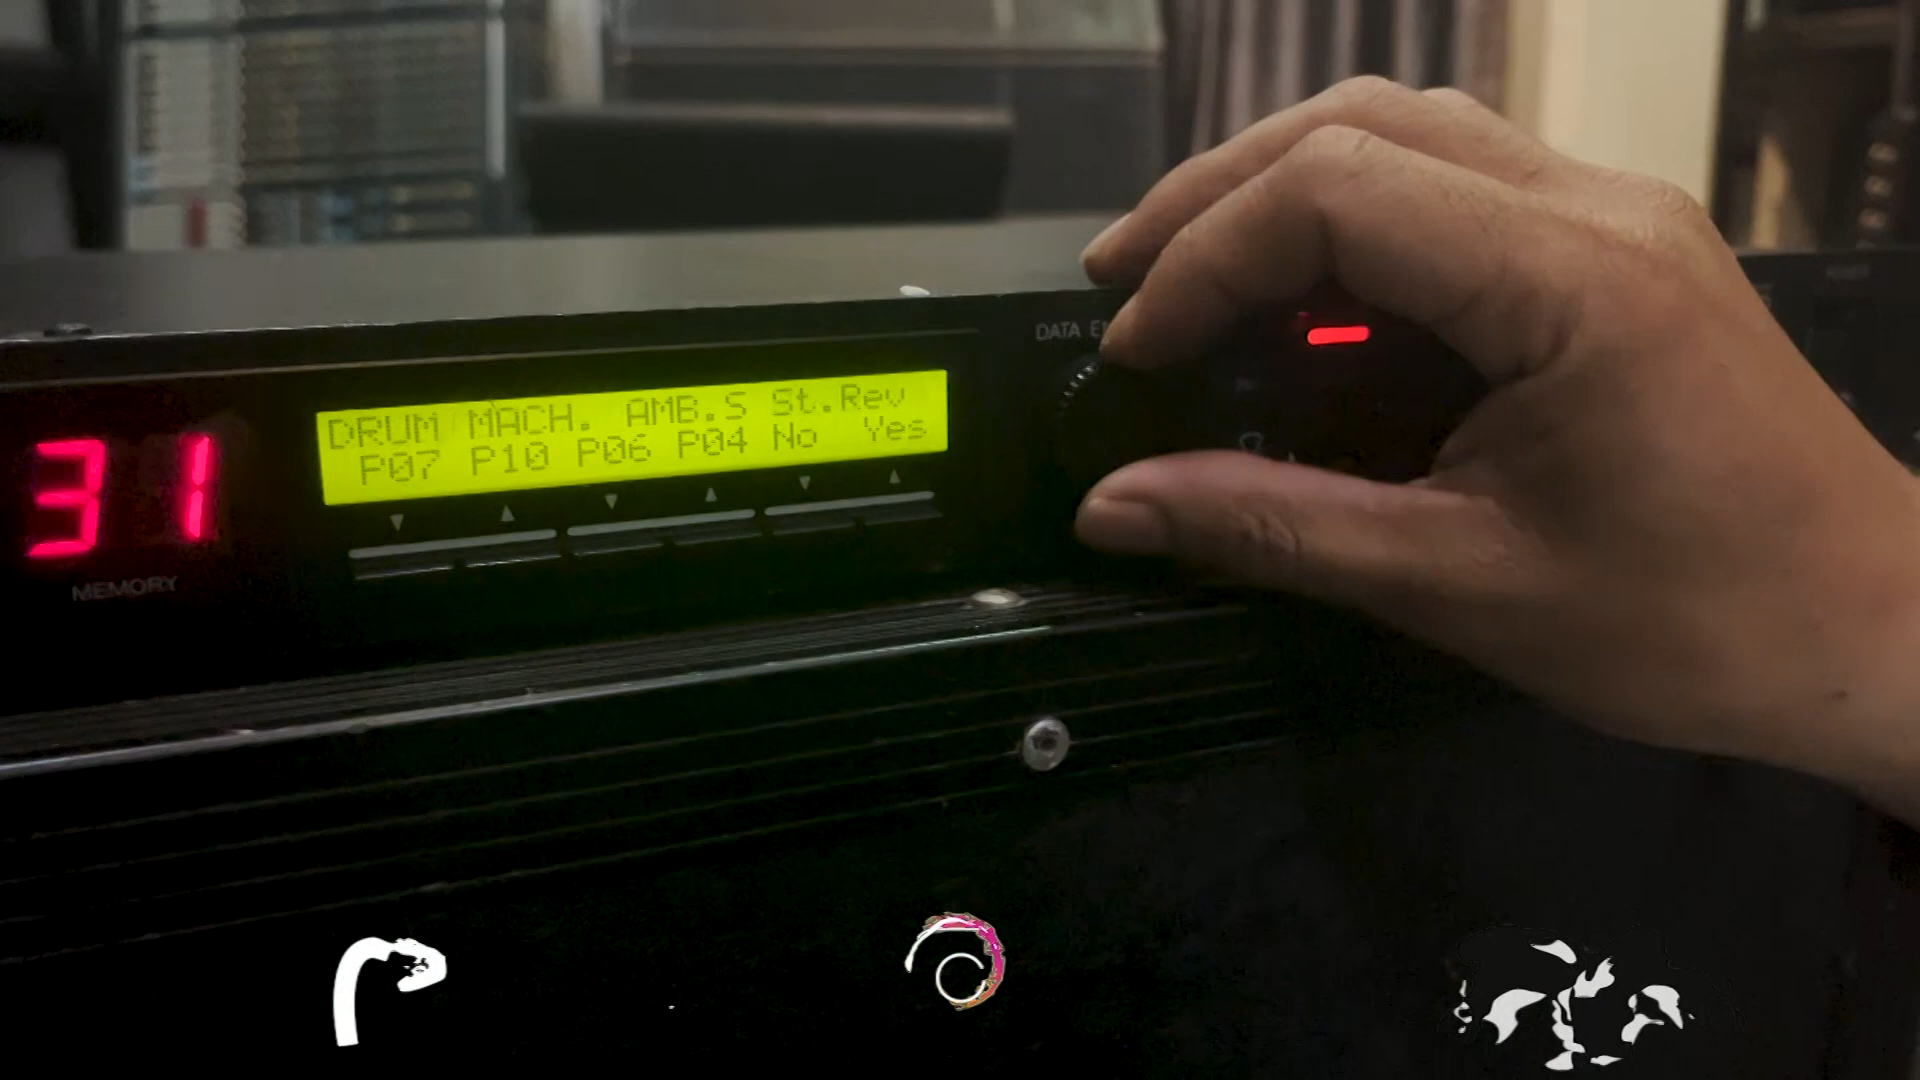 DATA E
DRUM MACH. AMB.S St.Rev
P07 P10 P06 P04 No Yes
31
MEMORY